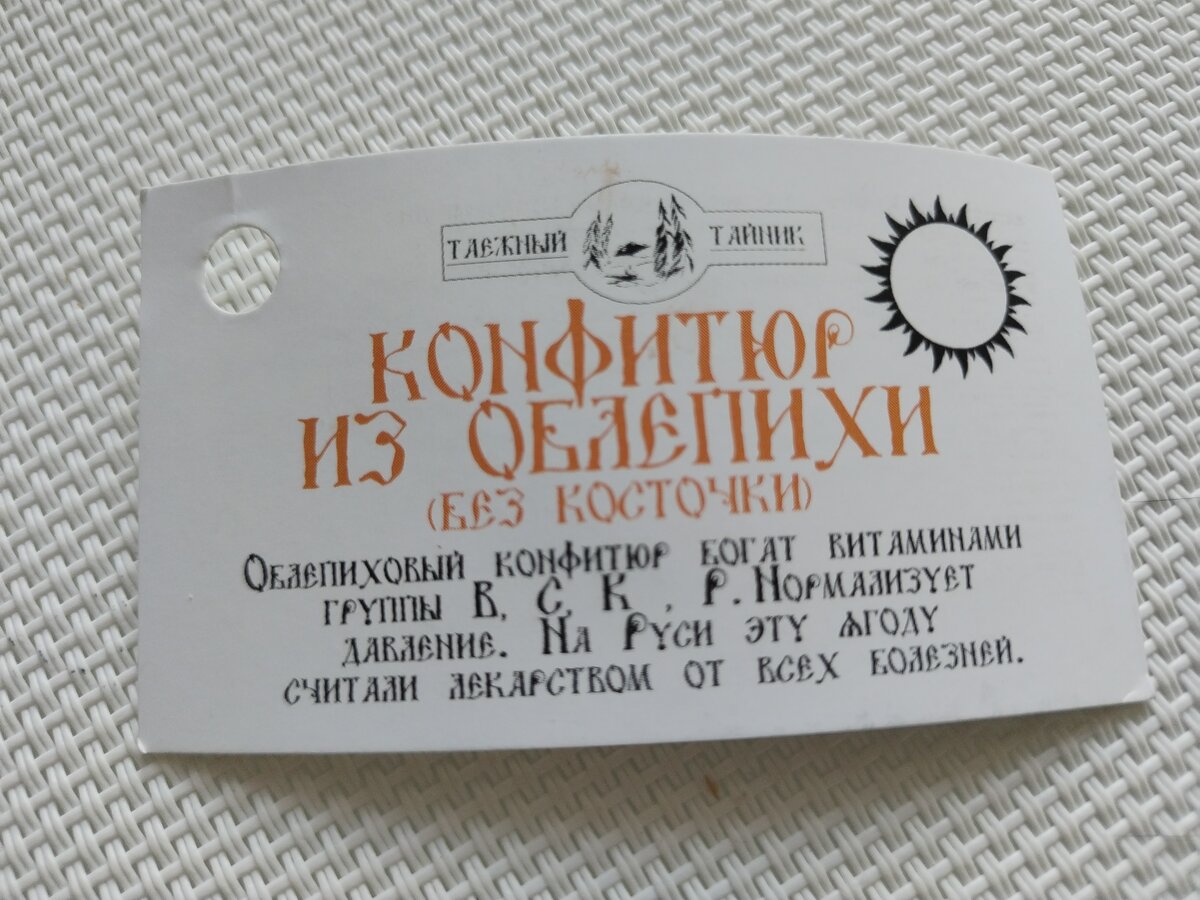 ТАЕЖНЫЙ ТАЙНИК
КОНФИТЮР
ИЗ ОБЛЕПИХИ
(БЕЗ КОСТОЧКИ)
Облепиховый конфитюр богат витаминами
группы В, С, К , Р. Нормализует
давление. На Руси эту ягоду
считали лекарством от всех болезней.